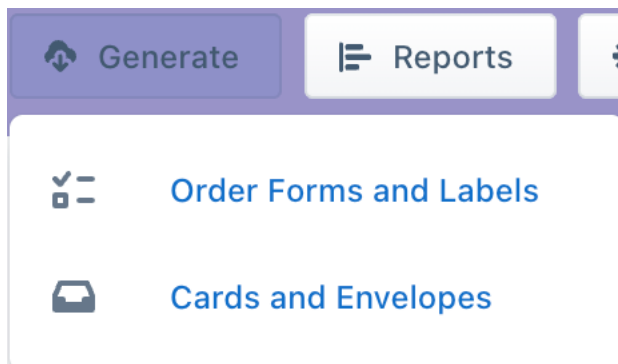 Generate
Reports
Order Forms and Labels
Cards and Envelopes